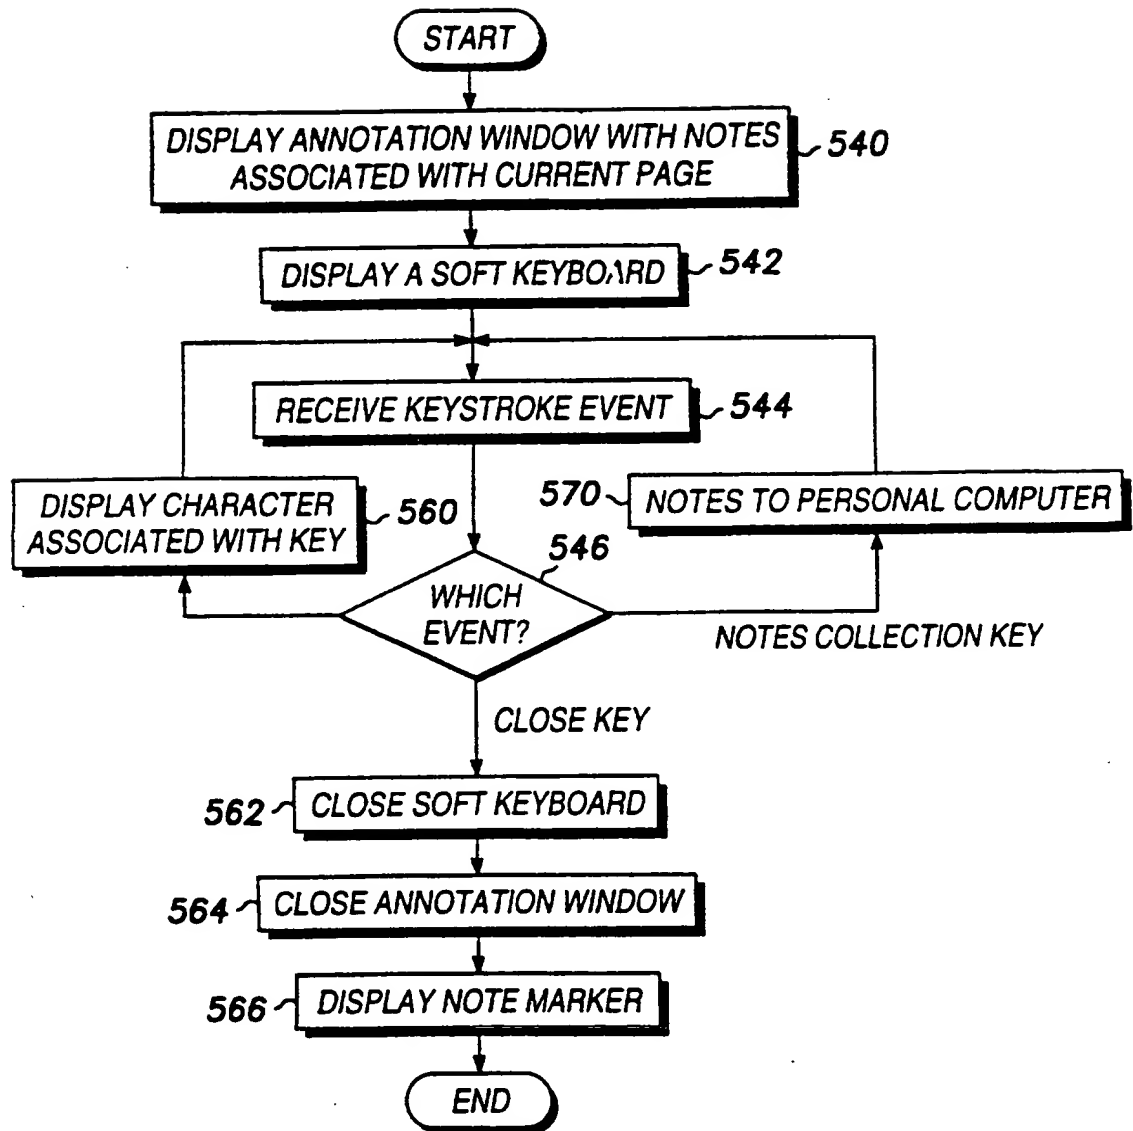 START
DISPLAY ANNOTATION WINDOW WITH NOTES
ASSOCIATED WITH CURRENT PAGE
540
DISPLAY A SOFT KEYBOARD
542
RECEIVE KEYSTROKE EVENT
544
DISPLAY CHARACTER
ASSOCIATED WITH KEY
560
570
NOTES TO PERSONAL COMPUTER
546
WHICH
EVENT?
NOTES COLLECTION KEY
CLOSE KEY
562
CLOSE SOFT KEYBOARD
564
CLOSE ANNOTATION WINDOW
566
DISPLAY NOTE MARKER
END